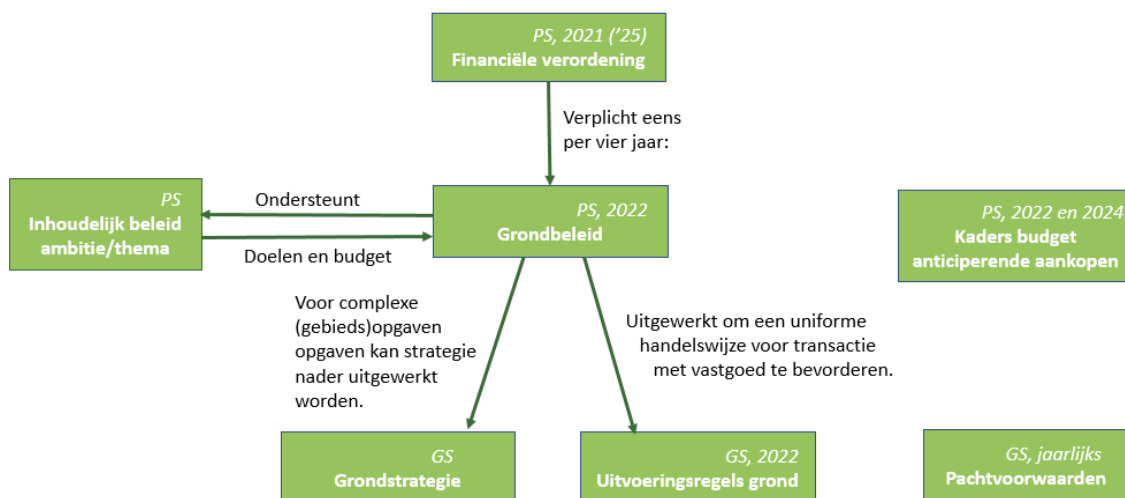 PS, 2021 ('25)
Financiële verordening
Verplicht eens
per vier jaar:
PS
Inhoudelijk beleid
ambitie/thema
Ondersteunt
Doelen en budget
PS, 2022
Grondbeleid
PS, 2022 en 2024
Kaders budget
anticiperende aankopen
Voor complexe
(gebieds)opgaven
opgaven kan strategie
nader uitgewerkt
worden.
Uitgewerkt om een uniforme
handelswijze voor transactie
met vastgoed te bevorderen.
GS
Grondstrategie
GS, 2022
Uitvoeringsregels grond
GS, jaarlijks
Pachtvoorwaarden